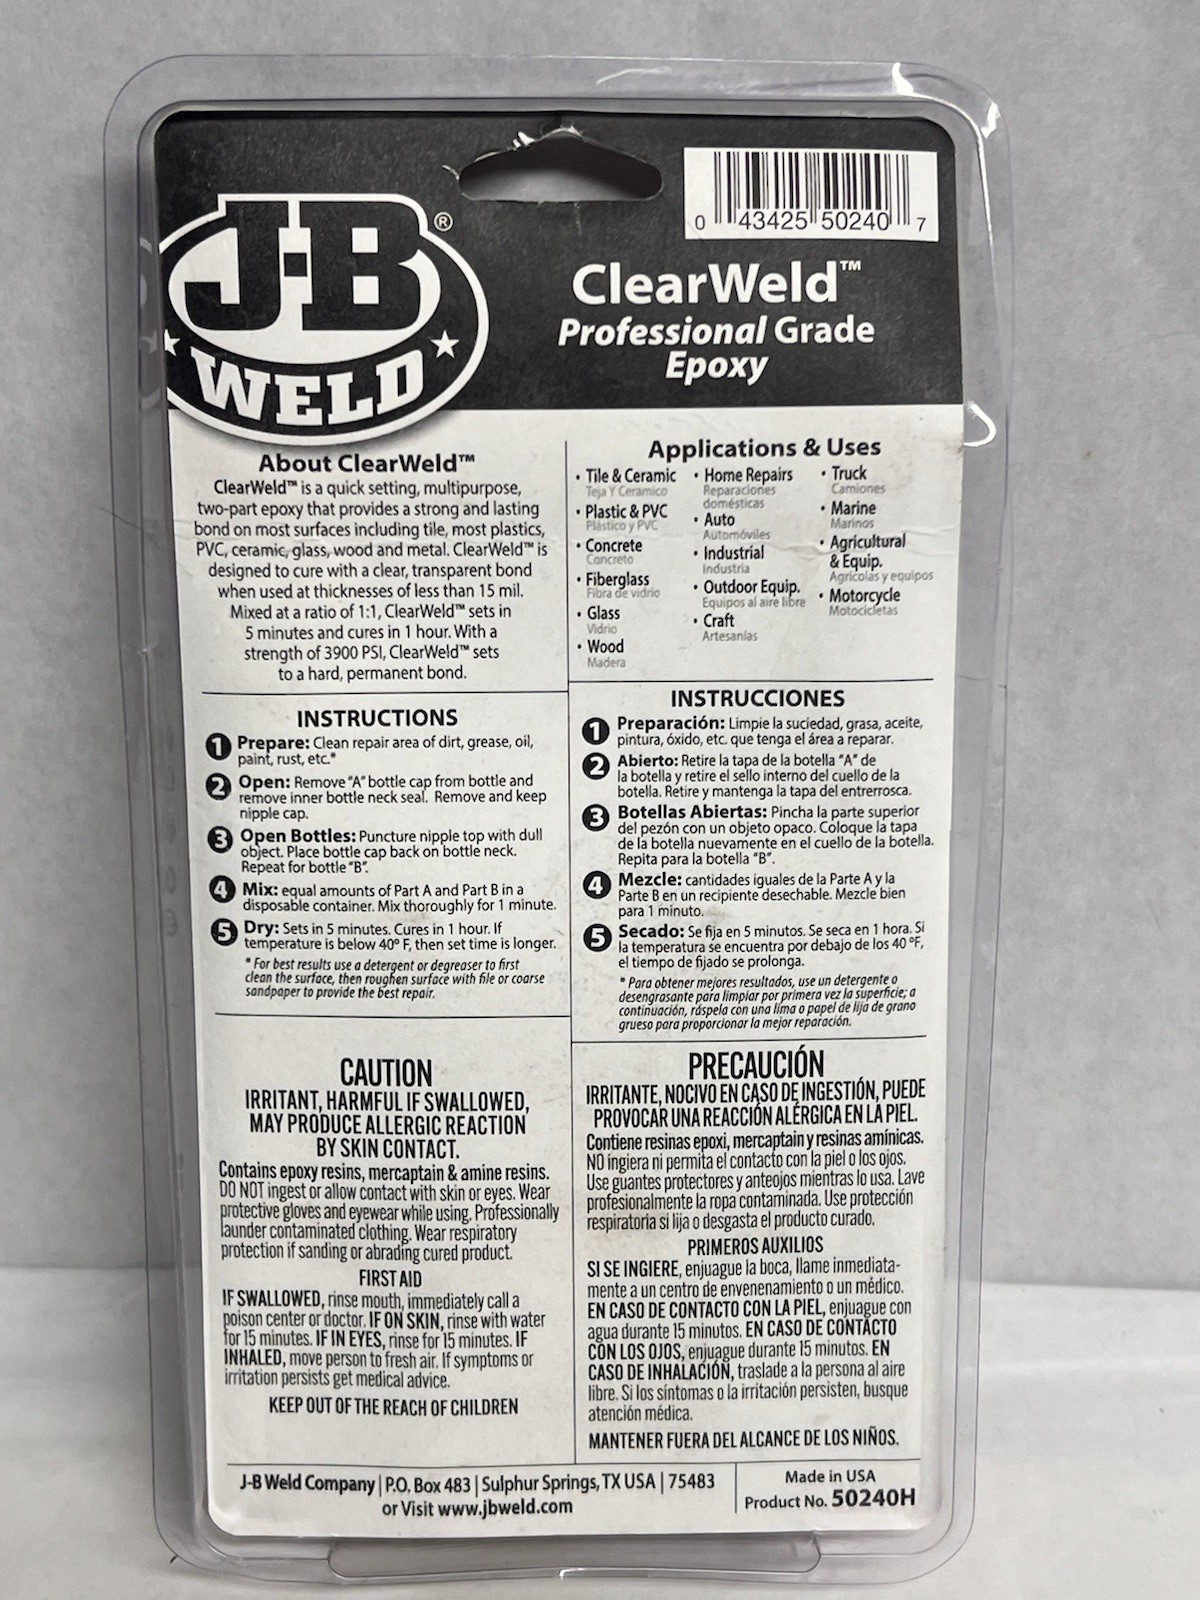 J-B
WELD
®
0 43425 50240 7
ClearWeld™
Professional Grade
Epoxy
About ClearWeld™
ClearWeld™ is a quick setting, multipurpose,
two-part epoxy that provides a strong and lasting
bond on most surfaces including tile, most plastics,
PVC, ceramic, glass, wood and metal. ClearWeld™ is
designed to cure with a clear, transparent bond
when used at thicknesses of less than 15 mil.
Mixed at a ratio of 1:1, ClearWeld™ sets in
5 minutes and cures in 1 hour. With a
strength of 3900 PSI, ClearWeld™ sets
to a hard, permanent bond.
Applications & Uses
• Tile & Ceramic
Teja Y Ceramico
• Plastic & PVC
Plástico y PVC
• Concrete
Concreto
• Fiberglass
Fibra de vidrio
• Glass
Vidrio
• Wood
Madera
• Home Repairs
Reparaciones
domésticas
• Auto
Automóviles
• Industrial
Industria
• Outdoor Equip.
Equipos al aire libre
• Craft
Artesanías
• Truck
Camiones
• Marine
Marinos
• Agricultural
& Equip.
Agrícolas y equipos
• Motorcycle
Motocicletas
INSTRUCTIONS
1 Prepare: Clean repair area of dirt, grease, oil,
paint, rust, etc.*
2 Open: Remove "A" bottle cap from bottle and
remove inner bottle neck seal. Remove and keep
nipple cap.
3 Open Bottles: Puncture nipple top with dull
object. Place bottle cap back on bottle neck.
Repeat for bottle "B".
4 Mix: equal amounts of Part A and Part B in a
disposable container. Mix thoroughly for 1 minute.
5 Dry: Sets in 5 minutes. Cures in 1 hour. If
temperature is below 40° F, then set time is longer.
* For best results use a detergent or degreaser to first
clean the surface, then roughen surface with file or coarse
sandpaper to provide the best repair.
INSTRUCCIONES
1 Preparación: Limpie la suciedad, grasa, aceite,
pintura, óxido, etc. que tenga el área a reparar.
2 Abierto: Retire la tapa de la botella "A" de
la botella y retire el sello interno del cuello de la
botella. Retire y mantenga la tapa del entrerrosca.
3 Botellas Abiertas: Pincha la parte superior
del pezón con un objeto opaco. Coloque la tapa
de la botella nuevamente en el cuello de la botella.
Repita para la botella "B".
4 Mezcle: cantidades iguales de la Parte A y la
Parte B en un recipiente desechable. Mezcle bien
para 1 minuto.
5 Secado: Se fija en 5 minutos. Se seca en 1 hora. Si
la temperatura se encuentra por debajo de los 40 °F,
el tiempo de fijado se prolonga.
* Para obtener mejores resultados, use un detergente o
desengrasante para limpiar por primera vez la superficie; a
continuación, ráspela con una lima o papel de lija de grano
grueso para proporcionar la mejor reparación.
CAUTION
IRRITANT, HARMFUL IF SWALLOWED,
MAY PRODUCE ALLERGIC REACTION
BY SKIN CONTACT.
Contains epoxy resins, mercaptain & amine resins.
DO NOT ingest or allow contact with skin or eyes. Wear
protective gloves and eyewear while using. Professionally
launder contaminated clothing. Wear respiratory
protection if sanding or abrading cured product.
FIRST AID
IF SWALLOWED, rinse mouth, immediately call a
poison center or doctor. IF ON SKIN, rinse with water
for 15 minutes. IF IN EYES, rinse for 15 minutes. IF
INHALED, move person to fresh air. If symptoms or
irritation persists get medical advice.
KEEP OUT OF THE REACH OF CHILDREN
PRECAUCIÓN
IRRITANTE, NOCIVO EN CASO DE INGESTIÓN, PUEDE
PROVOCAR UNA REACCIÓN ALÉRGICA EN LA PIEL.
Contiene resinas epoxi, mercaptain y resinas amínicas.
NO ingiera ni permita el contacto con la piel o los ojos.
Use guantes protectores y anteojos mientras lo usa. Lave
profesionalmente la ropa contaminada. Use protección
respiratoria si lija o desgasta el producto curado.
PRIMEROS AUXILIOS
SI SE INGIERE, enjuague la boca, llame inmediata-
mente a un centro de envenenamiento o un médico.
EN CASO DE CONTACTO CON LA PIEL, enjuague con
agua durante 15 minutos. EN CASO DE CONTACTO
CON LOS OJOS, enjuague durante 15 minutos. EN
CASO DE INHALACIÓN, traslade a la persona al aire
libre. Si los síntomas o la irritación persisten, busque
atención médica.
MANTENER FUERA DEL ALCANCE DE LOS NIÑOS.
J-B Weld Company | P.O. Box 483 | Sulphur Springs, TX USA | 75483
or Visit www.jbweld.com
Made in USA
Product No. 50240H